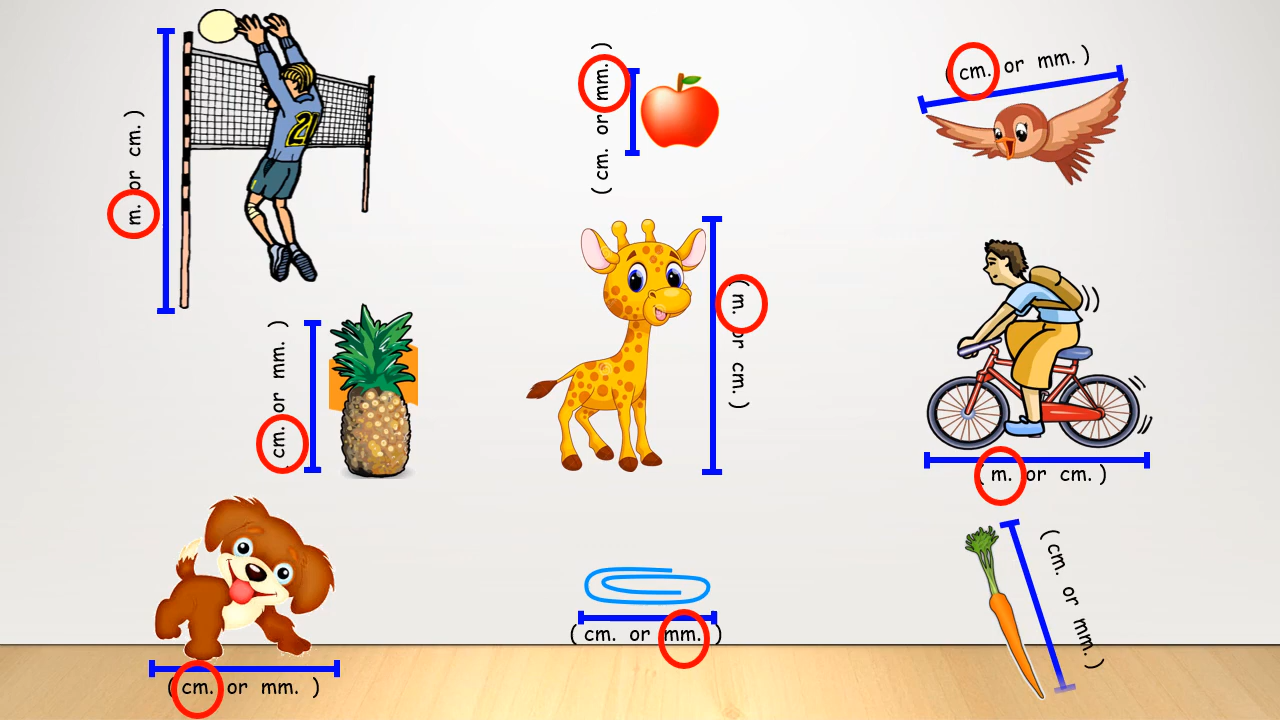 ( m. or cm. )
21
( cm. or mm. )
( cm. or mm. )
( cm. or mm. )
( m. or cm. )
( m. or cm. )
( cm. or mm. )
( cm. or mm. )
( cm. or mm. )